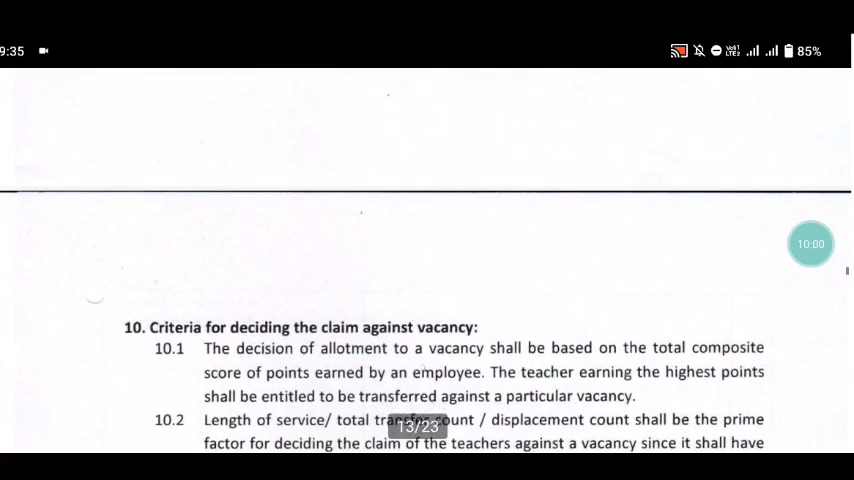 9:35
Vo91
LTE2
85%
10:00
10. Criteria for deciding the claim against vacancy:
10.1 The decision of allotment to a vacancy shall be based on the total composite
score of points earned by an employee. The teacher earning the highest points
shall be entitled to be transferred against a particular vacancy.
10.2 Length of service/ total transfer count / displacement count shall be the prime
13/23
factor for deciding the claim of the teachers against a vacancy since it shall have